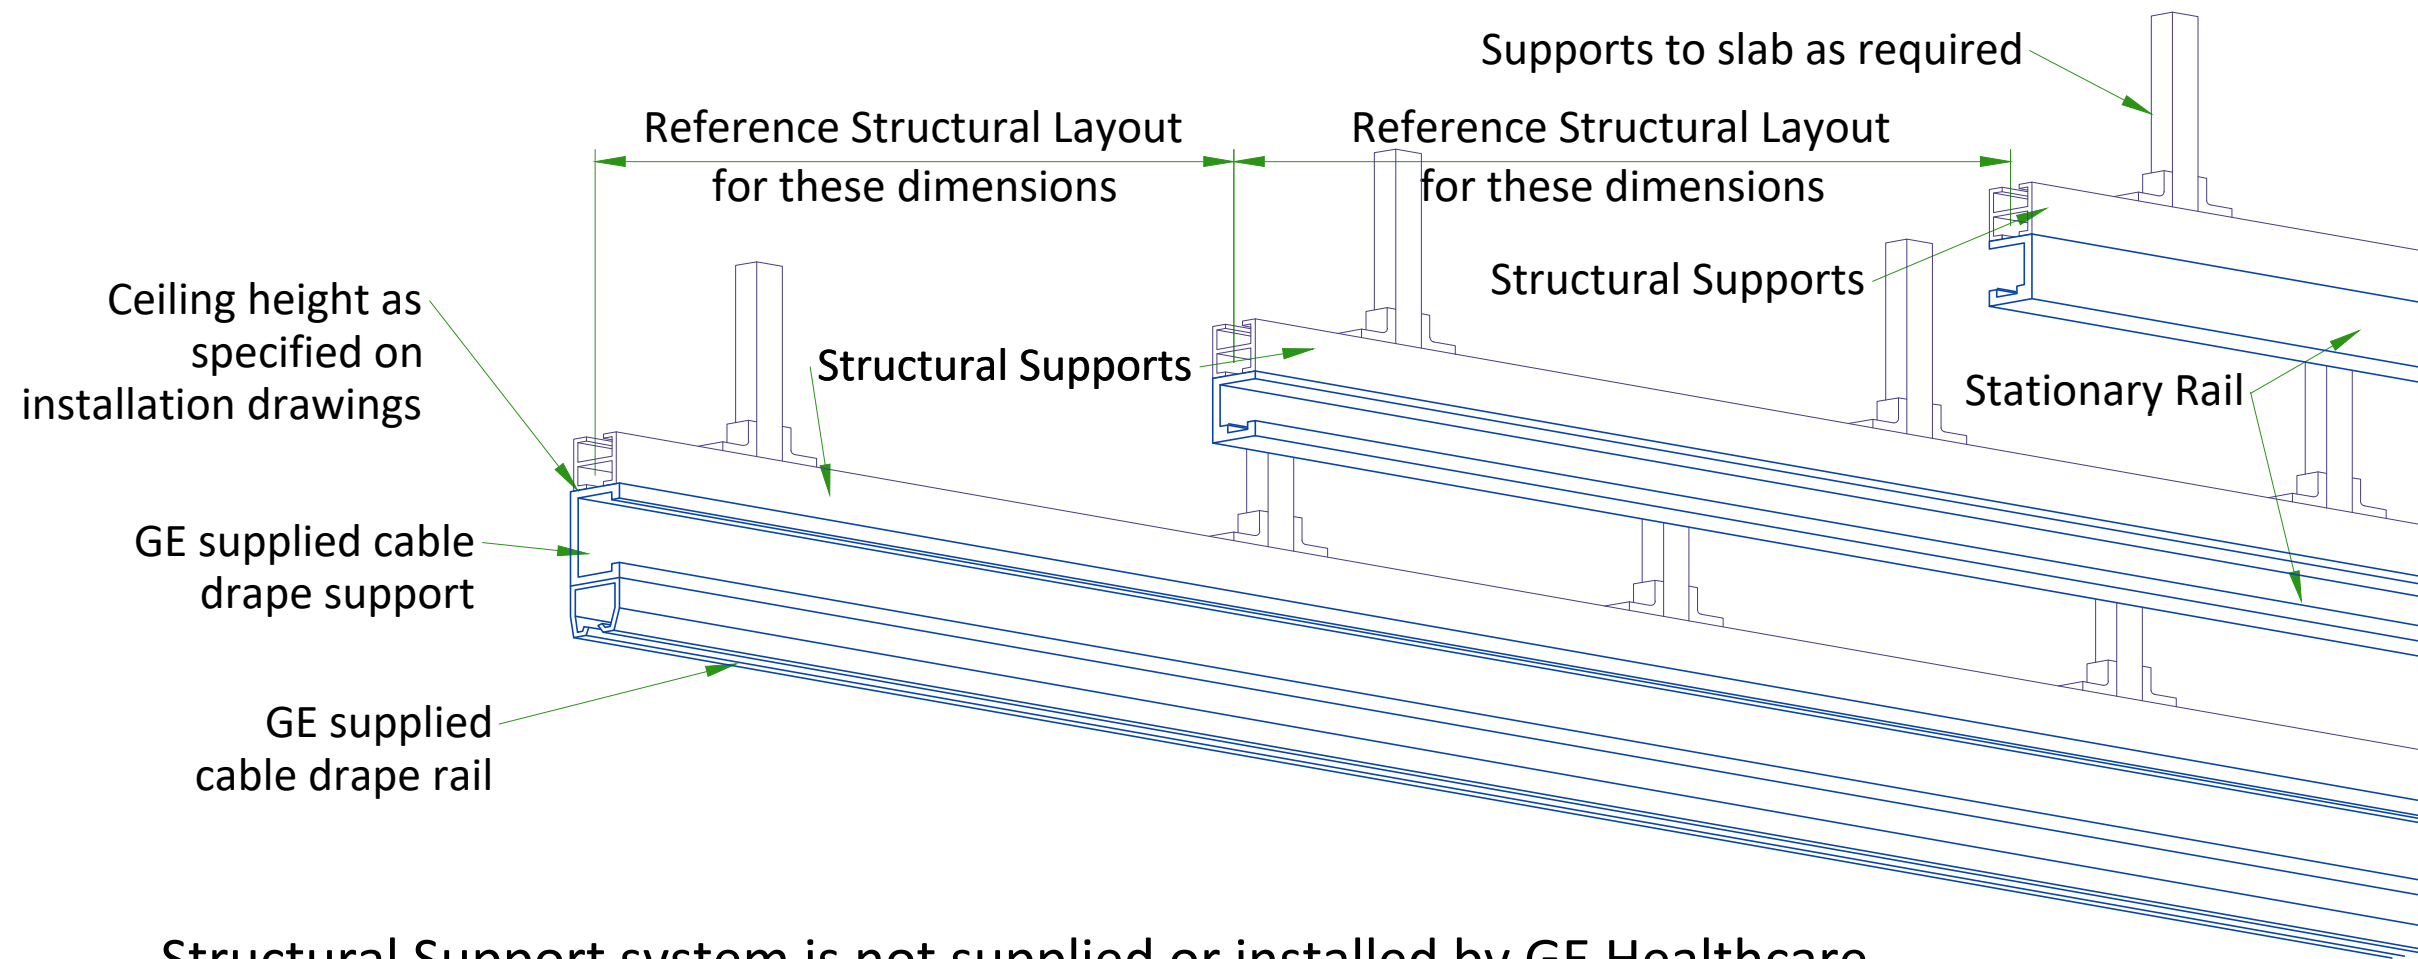 Supports to slab as required
Reference Structural Layout
for these dimensions
Reference Structural Layout
for these dimensions
Structural Supports
Ceiling height as
specified on
installation drawings
Structural Supports
Stationary Rail
GE supplied cable
drape support
GE supplied
cable drape rail
Structural Support system is not supplied or installed by GE Healthcare